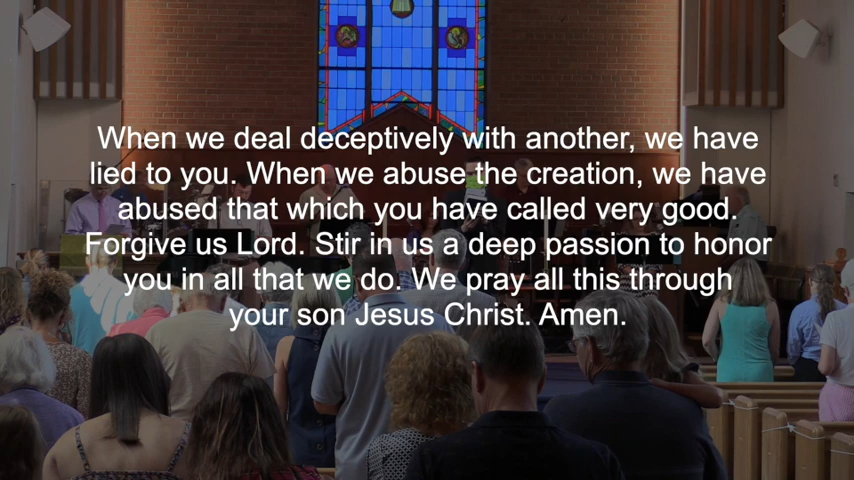 When we deal deceptively with another, we have
lied to you. When we abuse the creation, we have
abused that which you have called very good.
Forgive us Lord. Stir in us a deep passion to honor
you in all that we do. We pray all this through
your son Jesus Christ. Amen.